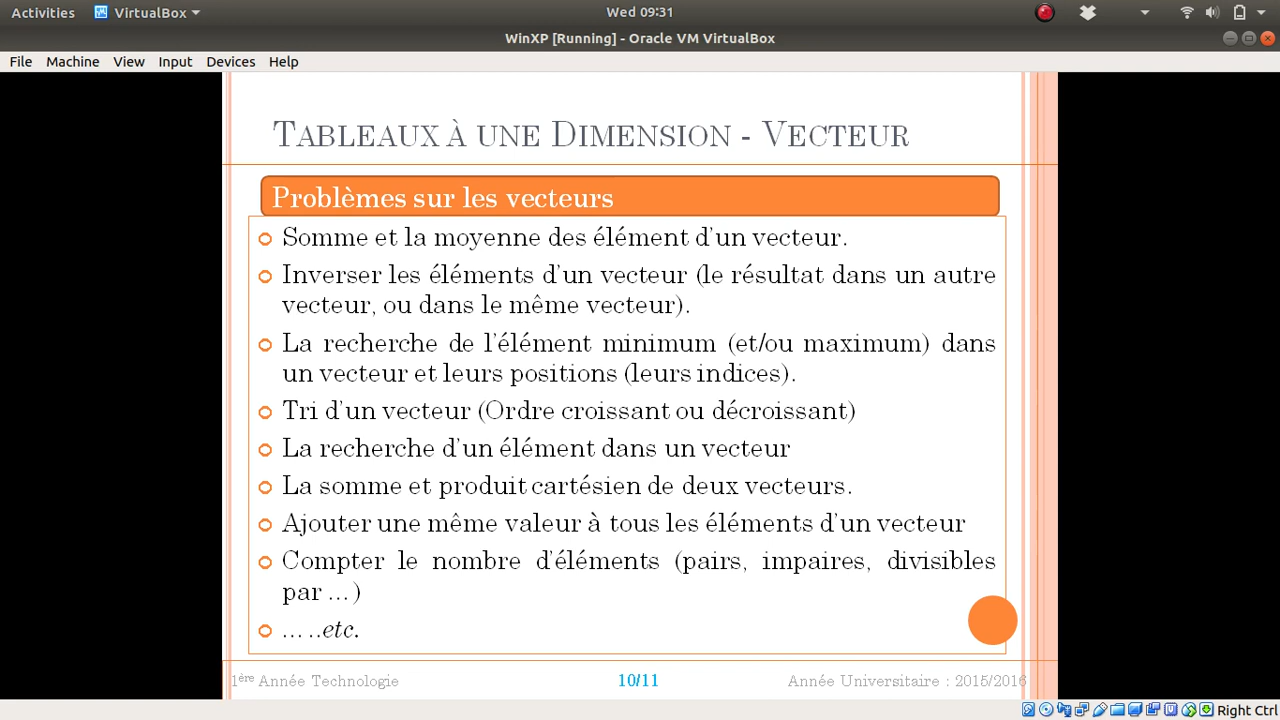 Activities VirtualBox Wed 09:31
WinXP [Running] - Oracle VM VirtualBox
File Machine View Input Devices Help
TABLEAUX À UNE DIMENSION - VECTEUR
Problèmes sur les vecteurs
Somme et la moyenne des élément d'un vecteur.
Inverser les éléments d'un vecteur (le résultat dans un autre
vecteur, ou dans le même vecteur).
La recherche de l'élément minimum (et/ou maximum) dans
un vecteur et leurs positions (leurs indices).
Tri d'un vecteur (Ordre croissant ou décroissant)
La recherche d'un élément dans un vecteur
La somme et produit cartésien de deux vecteurs.
Ajouter une même valeur à tous les éléments d'un vecteur
Compter le nombre d'éléments (pairs, impaires, divisibles
par ... )
... ..etc.
1ère Année Technologie 10/11 Année Universitaire : 2015/2016
Right Ctrl